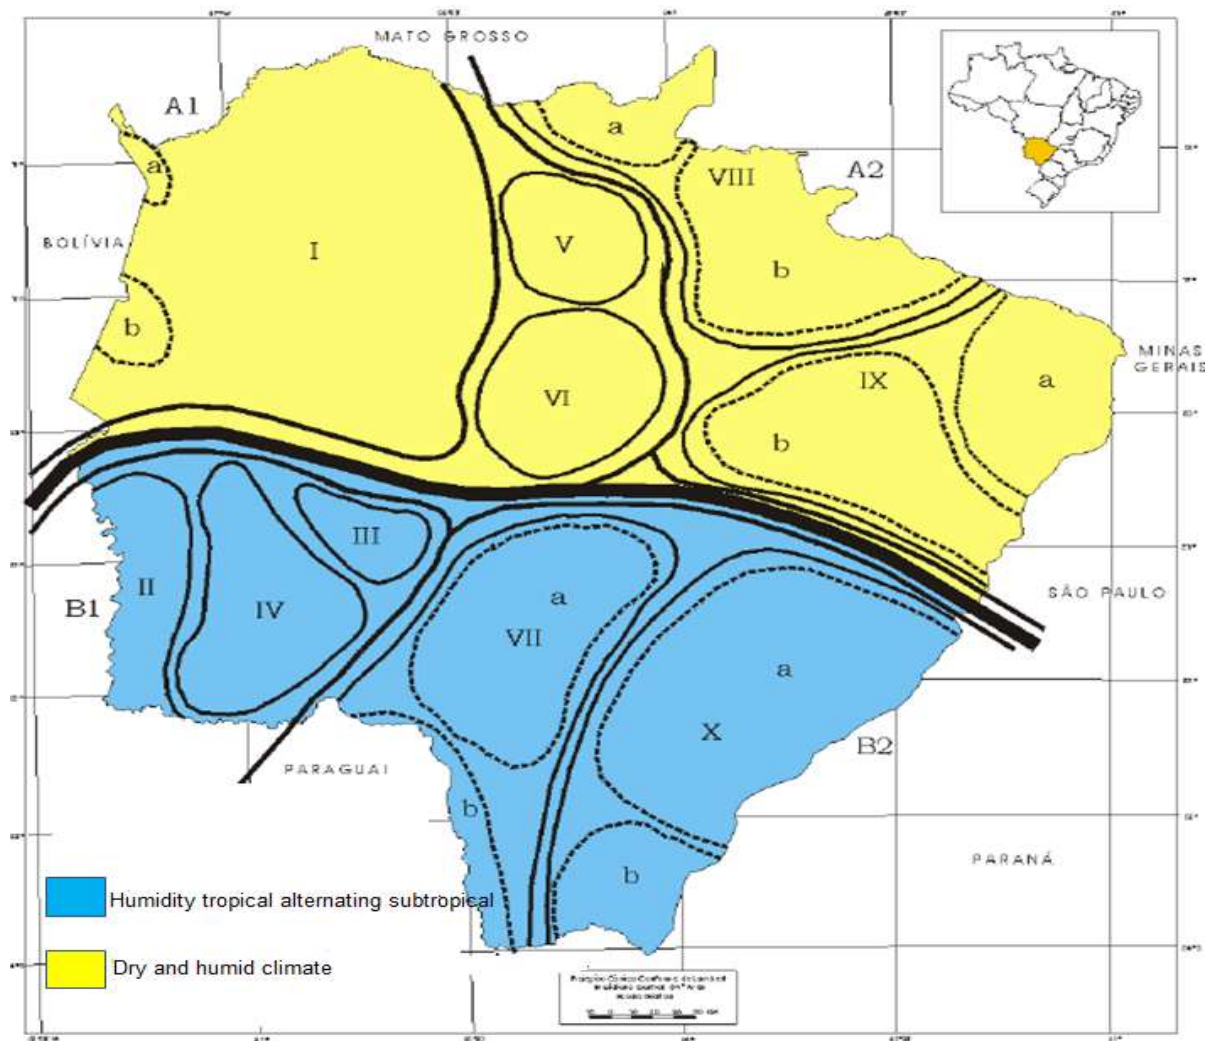 MATO GROSSO
A1
a
a
VIII
A2
BOLÍVIA
I
V
b
b
MINAS
GERAIS
VI
IX
a
b
III
II
B1
IV
a
VII
SÃO PAULO
a
X
B2
PARAGUAI
b
b
PARANÁ
Humidity tropical alternating subtropical
Dry and humid climate